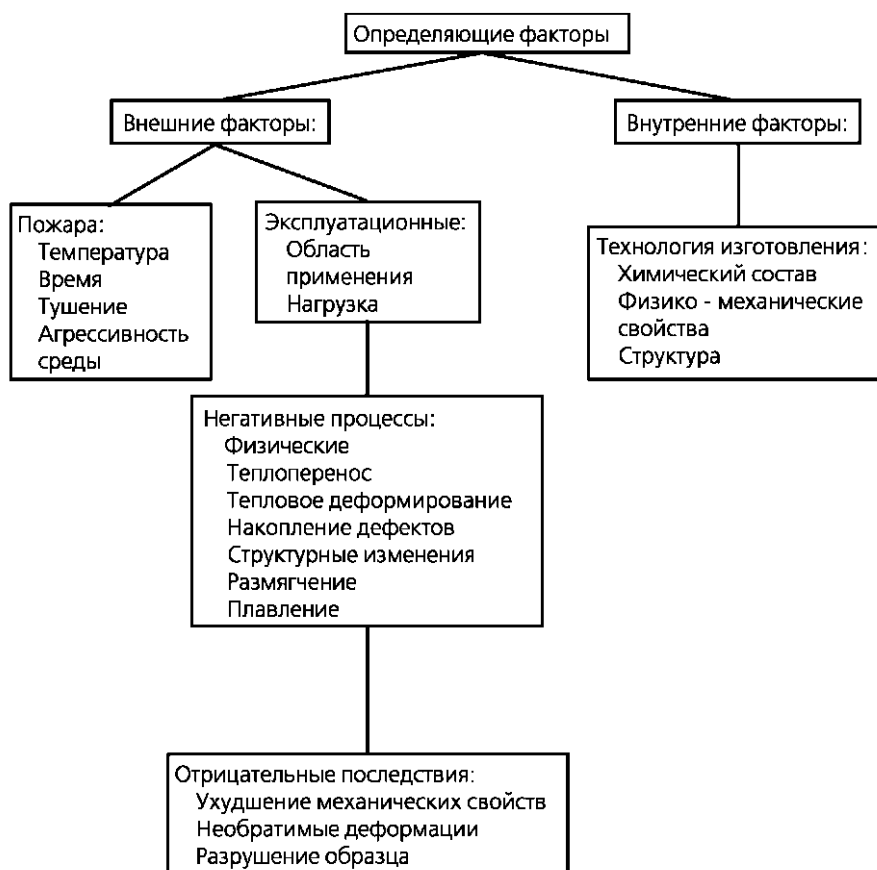 Определяющие факторы
Внешние факторы:
Внутренние факторы:
Пожара:
Температура
Время
Тушение
Агрессивность
среды
Эксплуатационные:
Область
применения
Нагрузка
Технология изготовления:
Химический состав
Физико - механические
свойства
Структура
Негативные процессы:
Физические
Теплоперенос
Тепловое деформирование
Накопление дефектов
Структурные изменения
Размягчение
Плавление
Отрицательные последствия:
Ухудшение механических свойств
Необратимые деформации
Разрушение образца